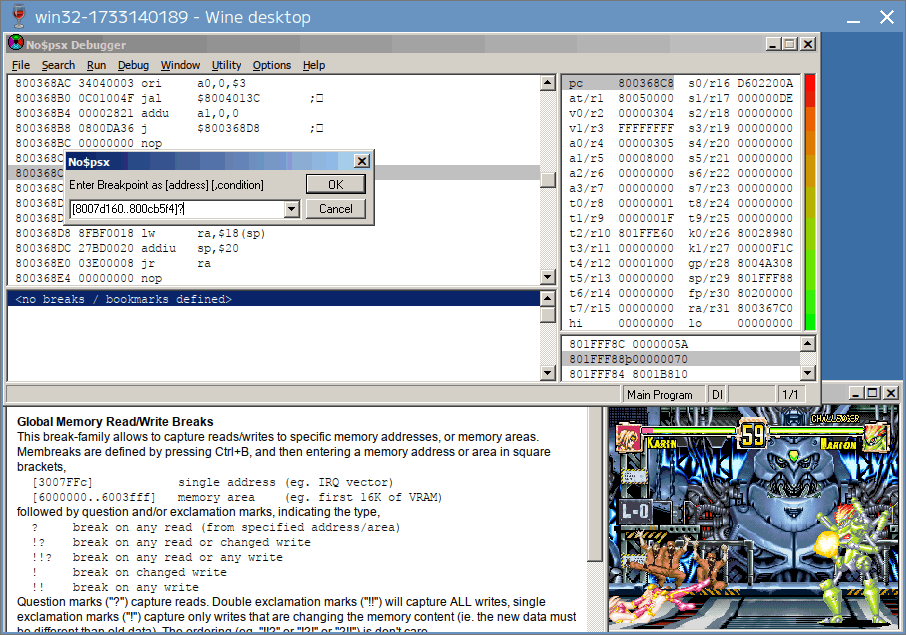 win32-1733140189 - Wine desktop
No$psx Debugger
File Search Run Debug Window Utility Options Help
800368AC 34040003 ori a0,0,$3
800368B0 0C01004F jal $8004013C ;□
800368B4 00002821 addu a1,0,0
800368B8 0800DA36 j $800368D8 ;□
800368BC 00000000 nop
No$psx
Enter Breakpoint as [address] [,condition]
[8007d160..800cb5f4]?
OK
Cancel
800368D8 8FBF0018 lw ra,$18(sp)
800368DC 27BD0020 addiu sp,$20
800368E0 03E00008 jr ra
800368E4 00000000 nop
<no breaks / bookmarks defined>
pc 800368C8 s0/r16 D602200A
at/r1 80050000 s1/r17 000000DE
v0/r2 00000304 s2/r18 00000000
v1/r3 FFFFFFFF s3/r19 00000000
a0/r4 00000305 s4/r20 00000000
a1/r5 00008000 s5/r21 00000000
a2/r6 00000000 s6/r22 00000000
a3/r7 00000000 s7/r23 00000000
t0/r8 00000001 t8/r24 00000000
t1/r9 0000001F t9/r25 00000000
t2/r10 801FFE60 k0/r26 80028980
t3/r11 00000000 k1/r27 00000F1C
t4/r12 00001000 gp/r28 8004A308
t5/r13 00000000 sp/r29 801FFF88
t6/r14 00000000 fp/r30 80200000
t7/r15 00000000 ra/r31 800367C0
hi 00000000 lo 00000000
801FFF8C 0000005A
801FFF88þ00000070
801FFF84 8001B810
Main Program DI 1/1
Global Memory Read/Write Breaks
This break-family allows to capture reads/writes to specific memory addresses, or memory areas.
Membreaks are defined by pressing Ctrl+B, and then entering a memory address or area in square
brackets,
[3007FFc] single address (eg. IRQ vector)
[6000000..6003fff] memory area (eg. first 16K of VRAM)
followed by question and/or exclamation marks, indicating the type,
? break on any read (from specified address/area)
!? break on any read or changed write
!!? break on any read or any write
! break on changed write
!! break on any write
Question marks ("?") capture reads. Double exclamation marks ("!!") will capture ALL writes, single
exclamation marks ("!") capture only writes that are changing the memory content (ie. the new data must
be different than old data). The ordering (eg. "!!?" or "!?!" or "?!!") is don't care.
CHALLENGER
KARIN 59 MARION
L-0